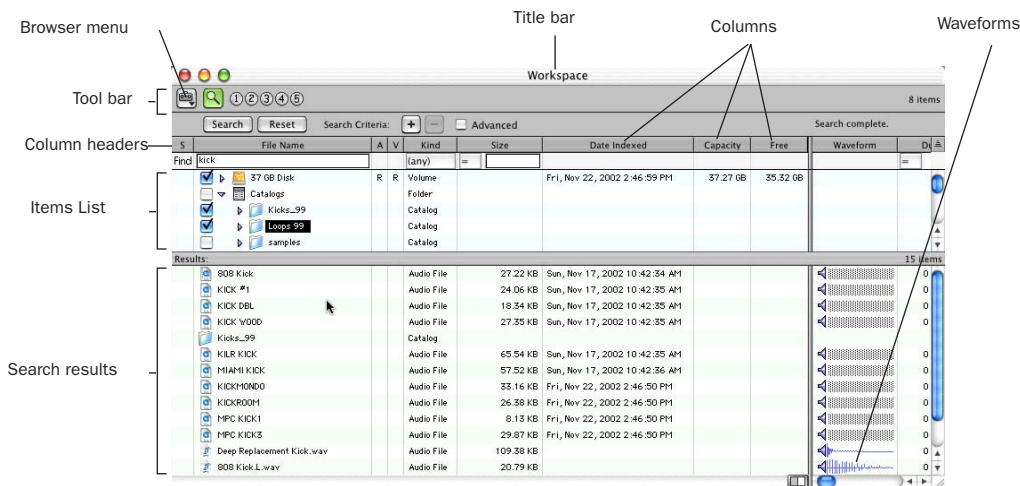 Title bar
Browser menu
Columns
Waveforms
Workspace
Tool bar
1 2 3 4 5
8 items
Search Reset Search Criteria: + - Advanced Search complete.
Column headers
S File Name A V Kind Size Date Indexed Capacity Free Waveform
Find kick (any) = =
Items List
37 GB Disk R R Volume Fri, Nov 22, 2002 2:46:59 PM 37.27 GB 35.32 GB
Catalogs Folder
Kicks_99 Catalog
Loops 99 Catalog
samples Catalog
Results: 15 items
Search results
808 Kick Audio File 27.22 KB Sun, Nov 17, 2002 10:42:34 AM 0
KICK #1 Audio File 24.06 KB Sun, Nov 17, 2002 10:42:35 AM 0
KICK DBL Audio File 18.34 KB Sun, Nov 17, 2002 10:42:35 AM 0
KICK WOOD Audio File 27.35 KB Sun, Nov 17, 2002 10:42:35 AM 0
Kicks_99 Catalog
KILR KICK Audio File 65.54 KB Sun, Nov 17, 2002 10:42:35 AM 0
MIAMI KICK Audio File 57.52 KB Sun, Nov 17, 2002 10:42:36 AM 0
KICKMONDO Audio File 33.16 KB Fri, Nov 22, 2002 2:46:50 PM 0
KICKROOM Audio File 26.38 KB Fri, Nov 22, 2002 2:46:50 PM 0
MPC KICK1 Audio File 8.13 KB Fri, Nov 22, 2002 2:46:50 PM 0
MPC KICK3 Audio File 29.87 KB Fri, Nov 22, 2002 2:46:50 PM 0
Deep Replacement Kick.wav Audio File 109.38 KB 0
808 Kick.L.wav Audio File 20.79 KB 0